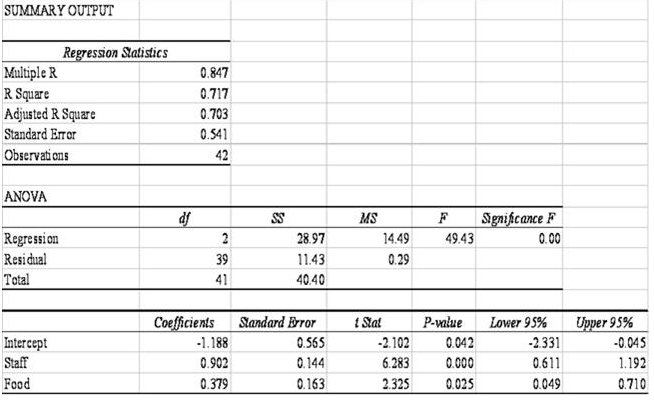 SUMMARY OUTPUT
Regression Statistics
Multiple R 0.847
R Square 0.717
Adjusted R Square 0.703
Standard Error 0.541
Observations 42
ANOVA
df SS MS F Significance F
Regression 2 28.97 14.49 49.43 0.00
Residual 39 11.43 0.29
Total 41 40.40
Coefficients Standard Error t Stat P-value Lower 95% Upper 95%
Intercept -1.188 0.565 -2.102 0.042 -2.331 -0.045
Staff 0.902 0.144 6.283 0.000 0.611 1.192
Food 0.379 0.163 2.325 0.025 0.049 0.710